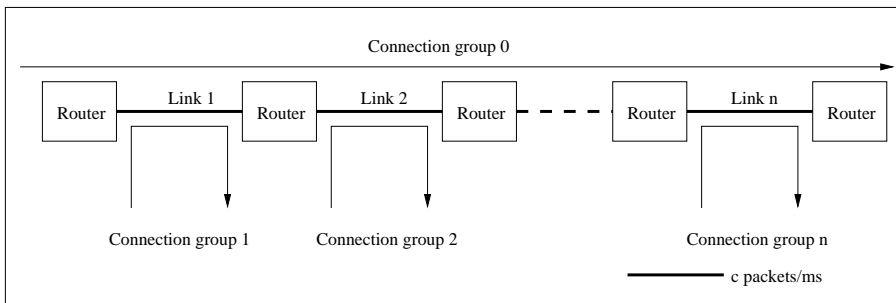 Connection group 0
Link 1 Link 2 Link n
Router Router Router Router Router
Connection group 1 Connection group 2 Connection group n
c packets/ms